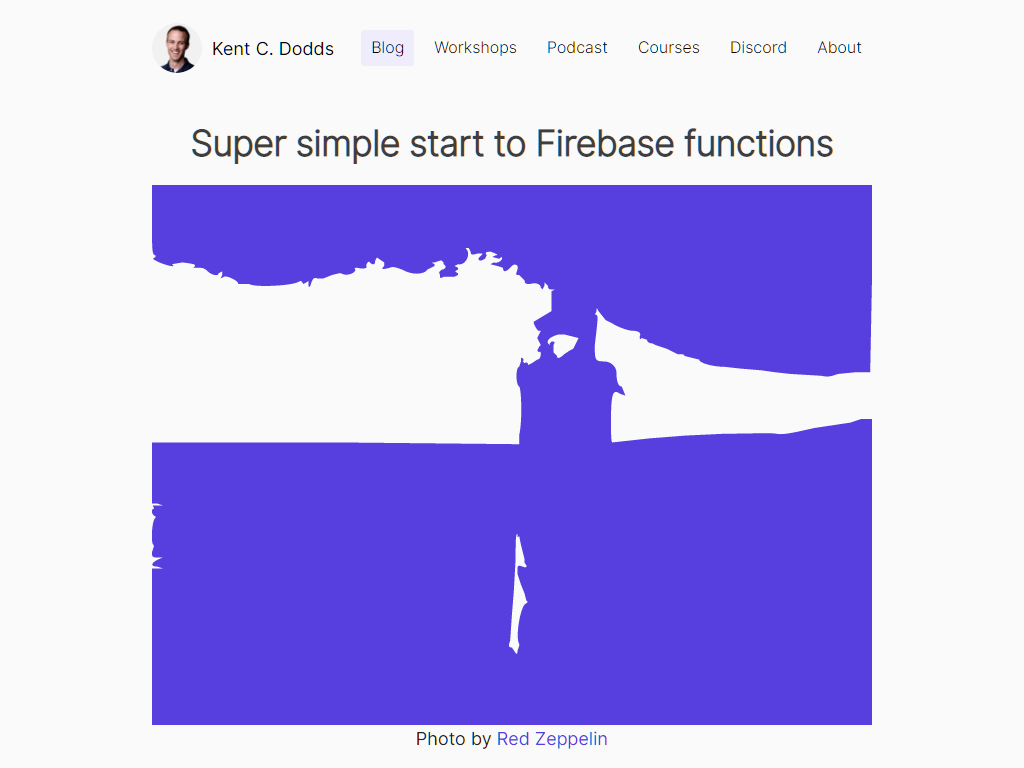 Kent C. Dodds Blog Workshops Podcast Courses Discord About
Super simple start to Firebase functions
Photo by Red Zeppelin